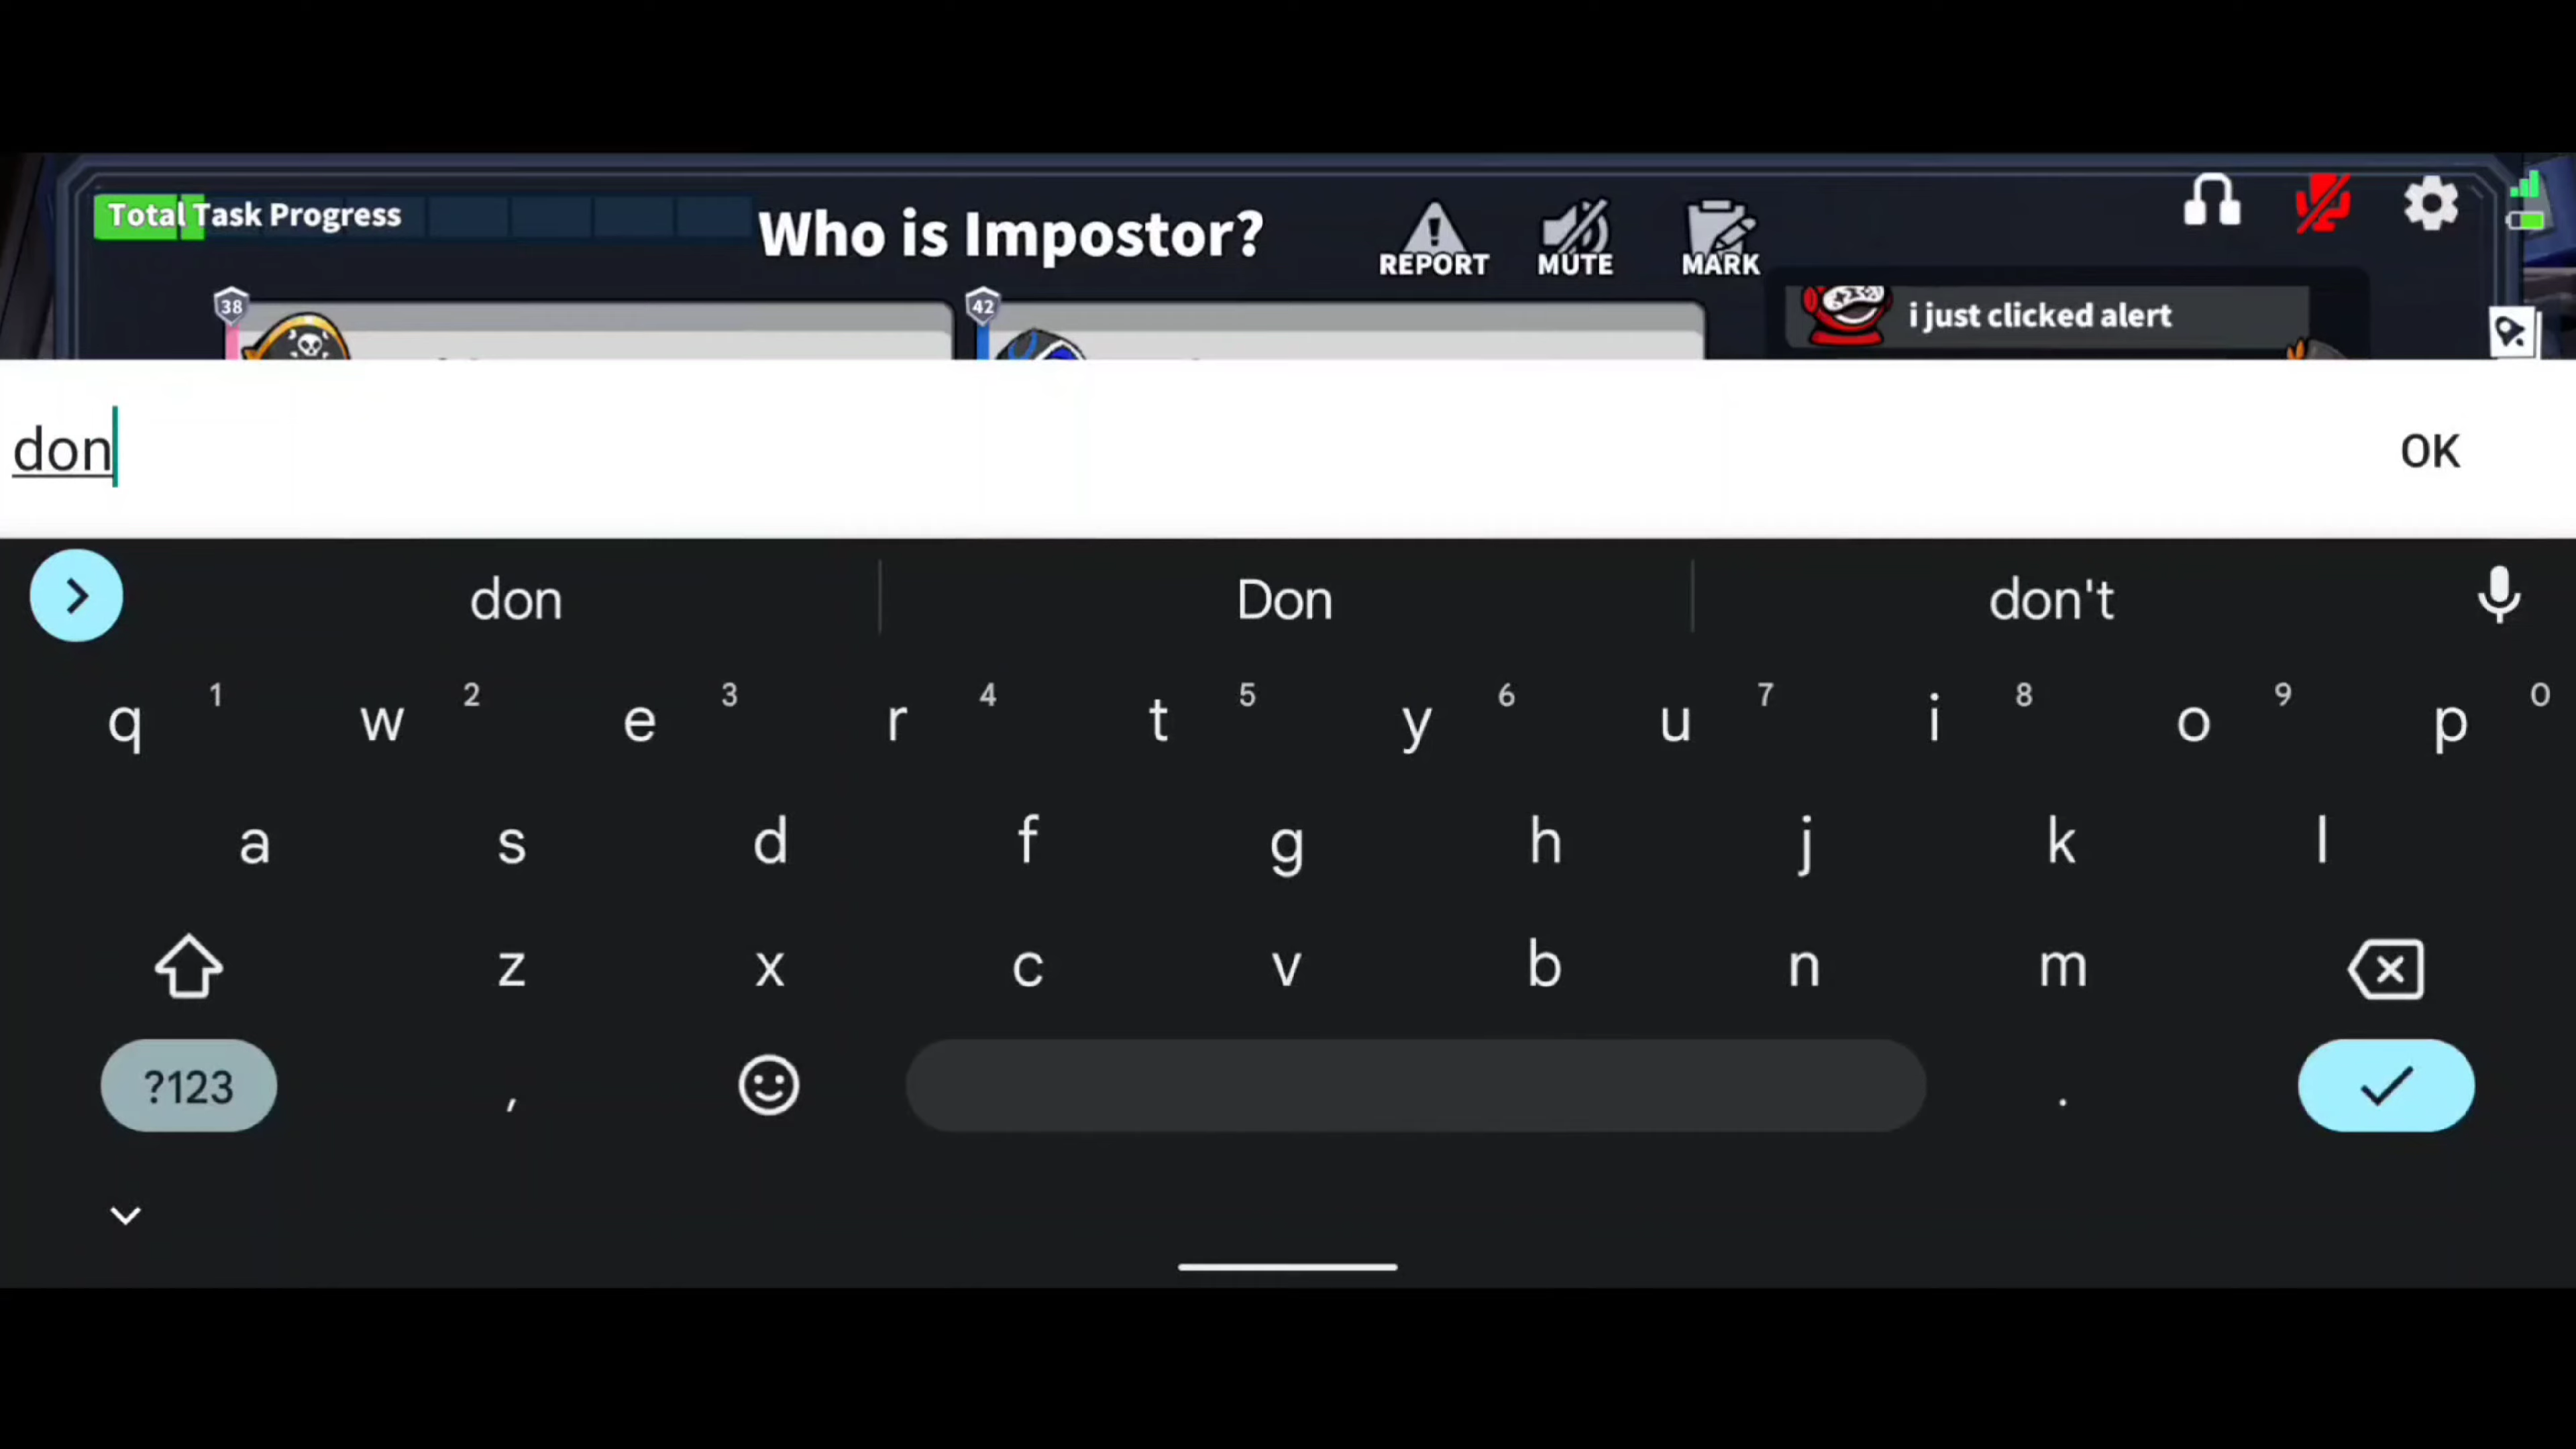 Total Task Progress
Who is Impostor?
REPORT
MUTE
MARK
38
42
i just clicked alert
don
OK
don
Don
don't
q 1 w 2 e 3 r 4 t 5 y 6 u 7 i 8 o 9 p 0
a s d f g h j k l
z x c v b n m
?123 , .